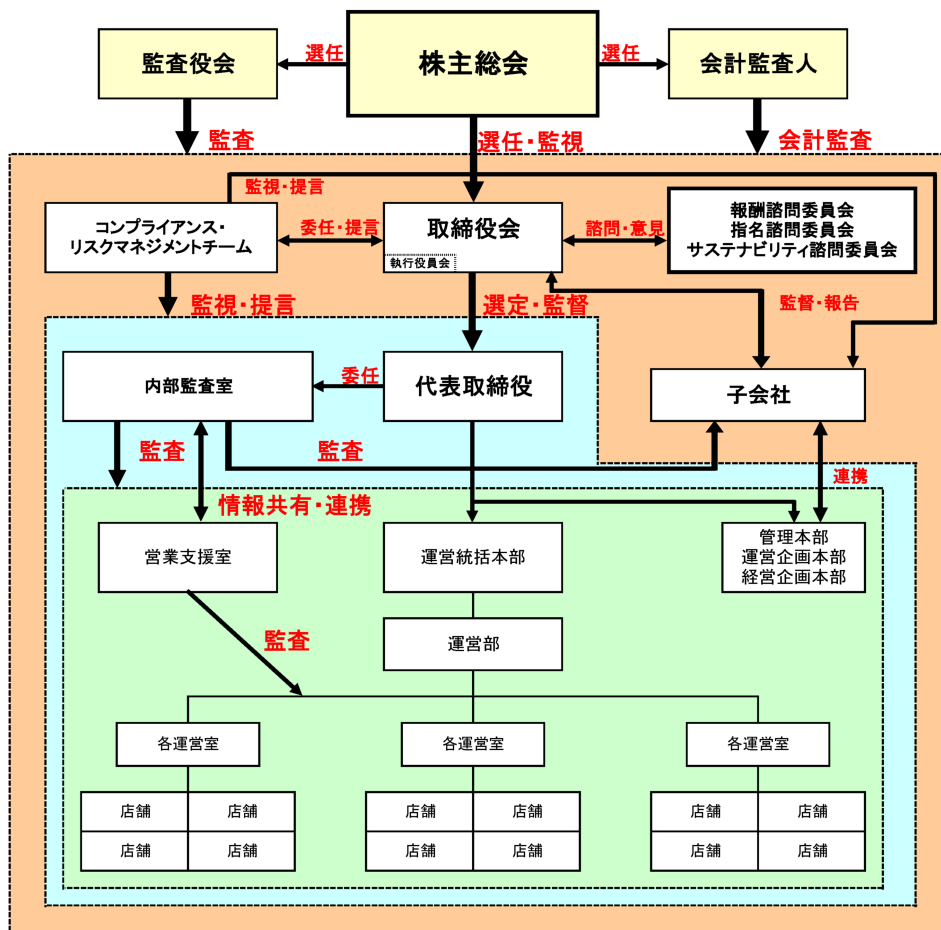 監査役会
選任
株主総会
選任
会計監査人
監査
選任・監視
会計監査
監視・提言
コンプライアンス・
リスクマネジメントチーム
委任・提言
取締役会
執行役員会
諮問・意見
報酬諮問委員会
指名諮問委員会
サステナビリティ諮問委員会
監視・提言
選定・監督
監督・報告
内部監査室
委任
代表取締役
子会社
監査
監査
連携
情報共有・連携
営業支援室
運営統括本部
管理本部
運営企画本部
経営企画本部
監査
運営部
各運営室
各運営室
各運営室
店舗 店舗 店舗 店舗 店舗 店舗
店舗 店舗 店舗 店舗 店舗 店舗